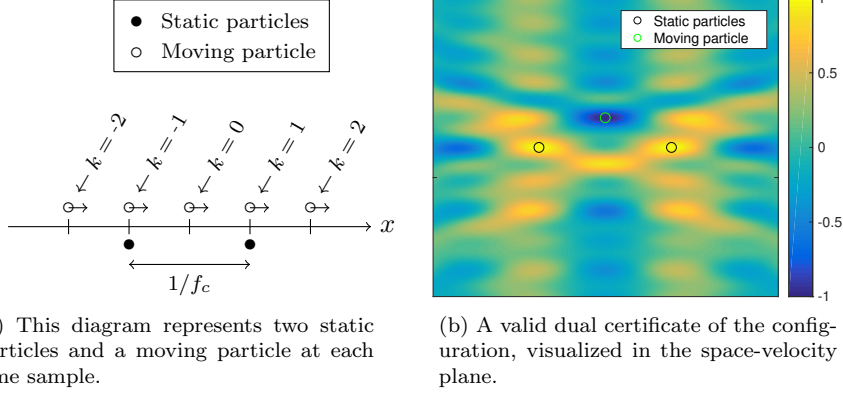 Static particles
Moving particle
k = -2
k = -1
k = 0
k = 1
k = 2
x
1/f_c
) This diagram represents two static
rticles and a moving particle at each
me sample.
Static particles
Moving particle
1
0.5
0
-0.5
-1
(b) A valid dual certificate of the config-
uration, visualized in the space-velocity
plane.